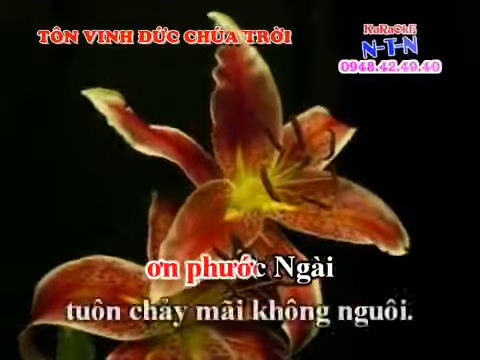 TÔN VINH ĐỨC CHÚA TRỜI
KaRaOkE
N-T-N
0948.42.49.40
ơn phước Ngài
tuôn chảy mãi không nguôi.